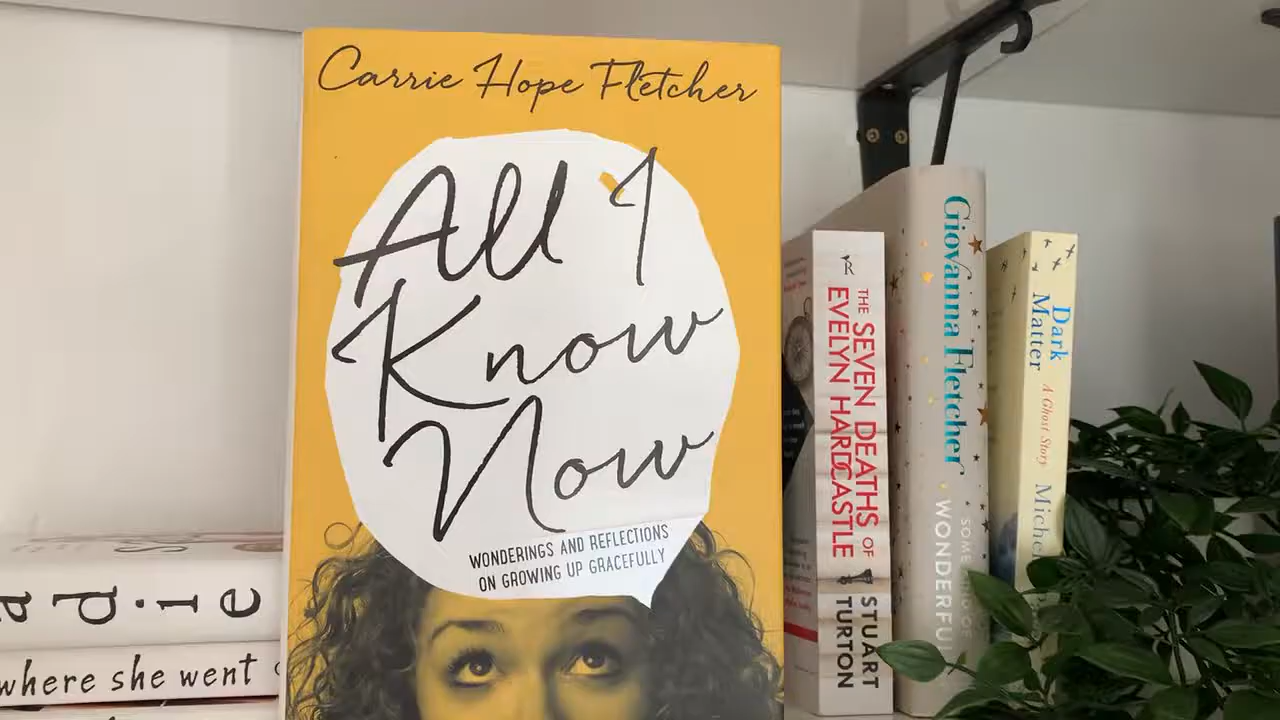 Carrie Hope Fletcher
All I
Know
Now
WONDERINGS AND REFLECTIONS
ON GROWING UP GRACEFULLY
die
where she went
THE SEVEN DEATHS OF
EVELYN HARDCASTLE
STUART
TURTON
Giovanna Fletcher
SOME KIND OF
WONDERFUL
Dark
Matter
A Ghost Story